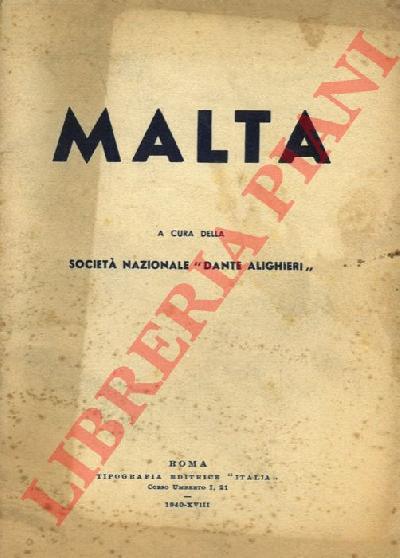 MALTA
A CURA DELLA
SOCIETÀ NAZIONALE "DANTE ALIGHIERI„
LIBRERIA PIANI
ROMA
TIPOGRAFIA EDITRICE "ITALIA„
CORSO UMBERTO I, 21
1940-XVIII